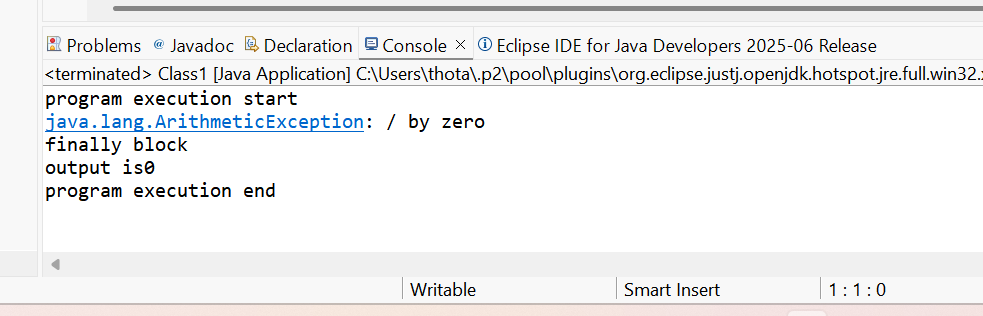 Problems @ Javadoc Declaration Console × Eclipse IDE for Java Developers 2025-06 Release
<terminated> Class1 [Java Application] C:\Users\thota\.p2\pool\plugins\org.eclipse.justj.openjdk.hotspot.jre.full.win32.
program execution start
java.lang.ArithmeticException: / by zero
finally block
output is0
program execution end
Writable Smart Insert 1 : 1 : 0